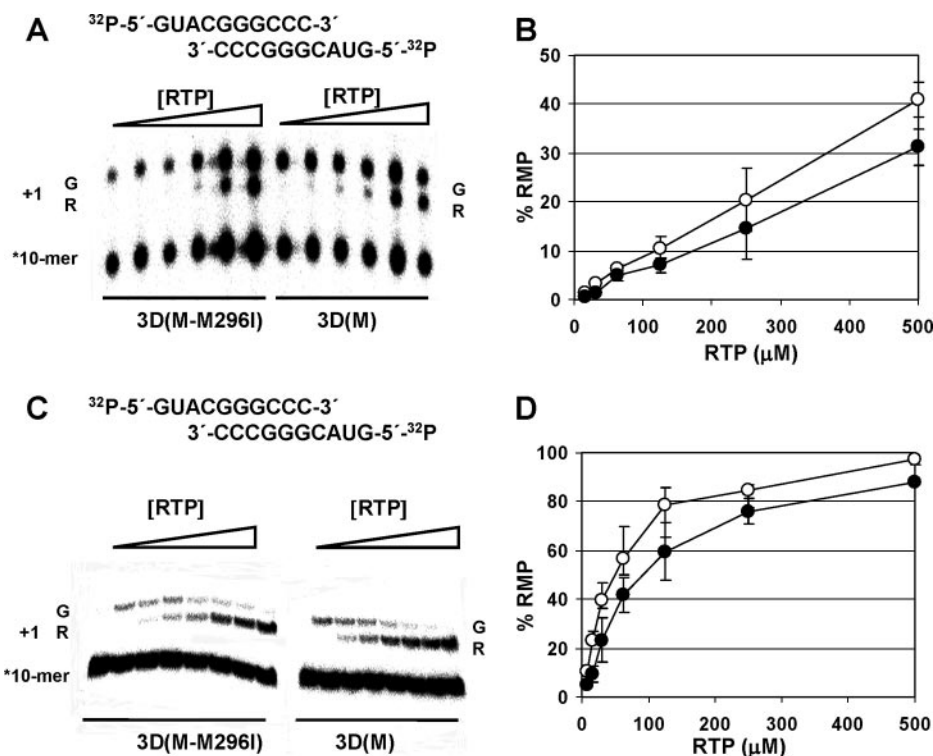 A
³²P-5´-GUACGGGCCC-3´
3´-CCCGGGCAUG-5´-³²P
[RTP] [RTP]
+1 G R
G R
*10-mer
3D(M-M296I) 3D(M)
B
% RMP
50
40
30
20
10
0
0 100 200 300 400 500
RTP (µM)
C
³²P-5´-GUACGGGCCC-3´
3´-CCCGGGCAUG-5´-³²P
[RTP] [RTP]
+1 G R
G R
*10-mer
3D(M-M296I) 3D(M)
D
% RMP
100
80
60
40
20
0
0 100 200 300 400 500
RTP (µM)